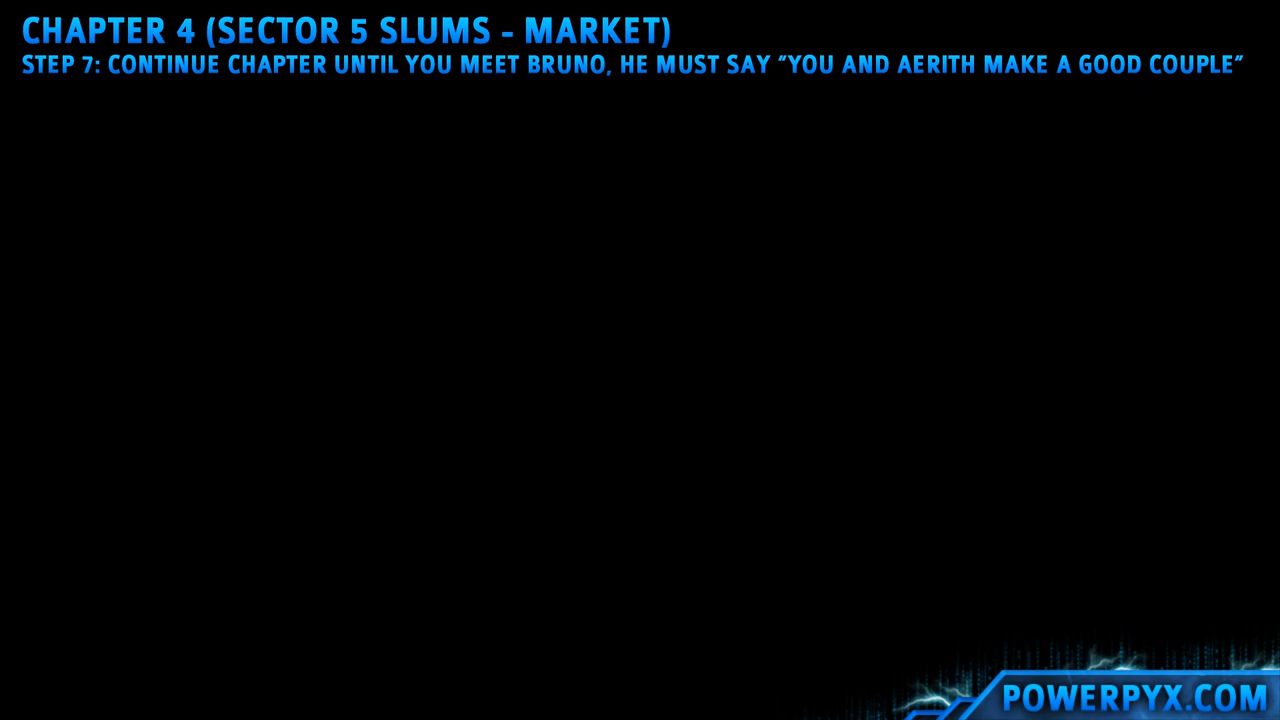 CHAPTER 4 (SECTOR 5 SLUMS - MARKET)
STEP 7: CONTINUE CHAPTER UNTIL YOU MEET BRUNO, HE MUST SAY “YOU AND AERITH MAKE A GOOD COUPLE”
POWERPYX.COM